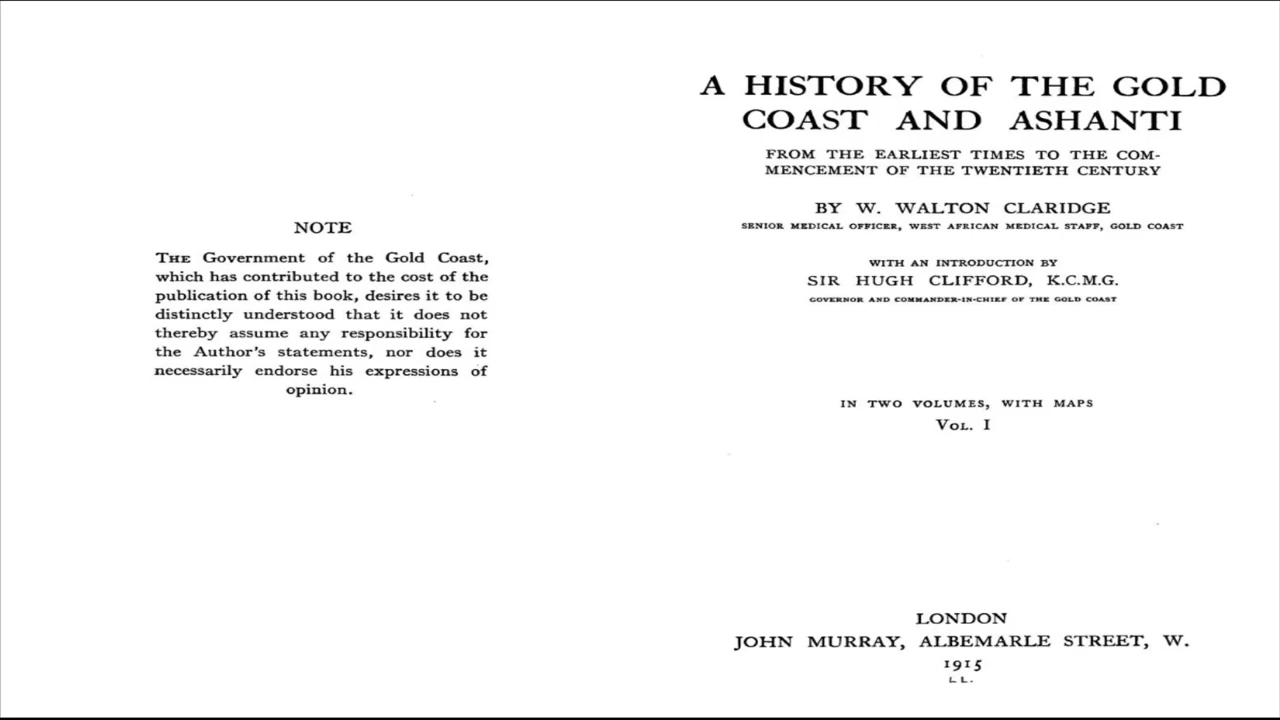 NOTE
THE Government of the Gold Coast,
which has contributed to the cost of the
publication of this book, desires it to be
distinctly understood that it does not
thereby assume any responsibility for
the Author's statements, nor does it
necessarily endorse his expressions of
opinion.
A HISTORY OF THE GOLD
COAST AND ASHANTI
FROM THE EARLIEST TIMES TO THE COM-
MENCEMENT OF THE TWENTIETH CENTURY
BY W. WALTON CLARIDGE
SENIOR MEDICAL OFFICER, WEST AFRICAN MEDICAL STAFF, GOLD COAST
WITH AN INTRODUCTION BY
SIR HUGH CLIFFORD, K.C.M.G.
GOVERNOR AND COMMANDER-IN-CHIEF OF THE GOLD COAST
IN TWO VOLUMES, WITH MAPS
VOL. I
LONDON
JOHN MURRAY, ALBEMARLE STREET, W.
1915
LL.